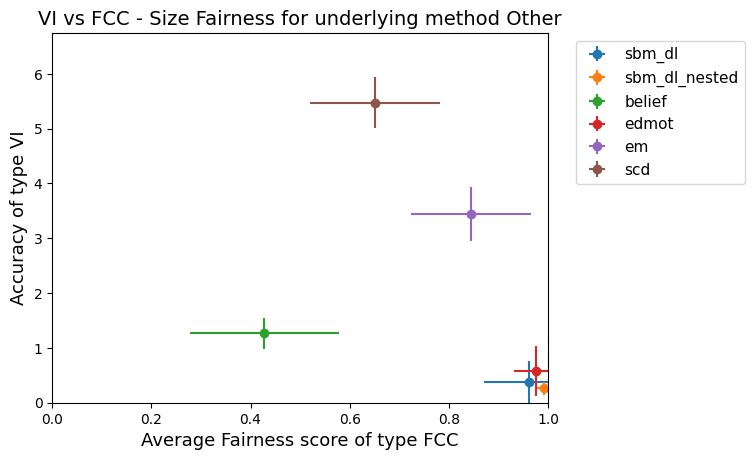 VI vs FCC - Size Fairness for underlying method Other
Accuracy of type VI
6
5
4
3
2
1
0
0.0 0.2 0.4 0.6 0.8 1.0
Average Fairness score of type FCC
sbm_dl
sbm_dl_nested
belief
edmot
em
scd